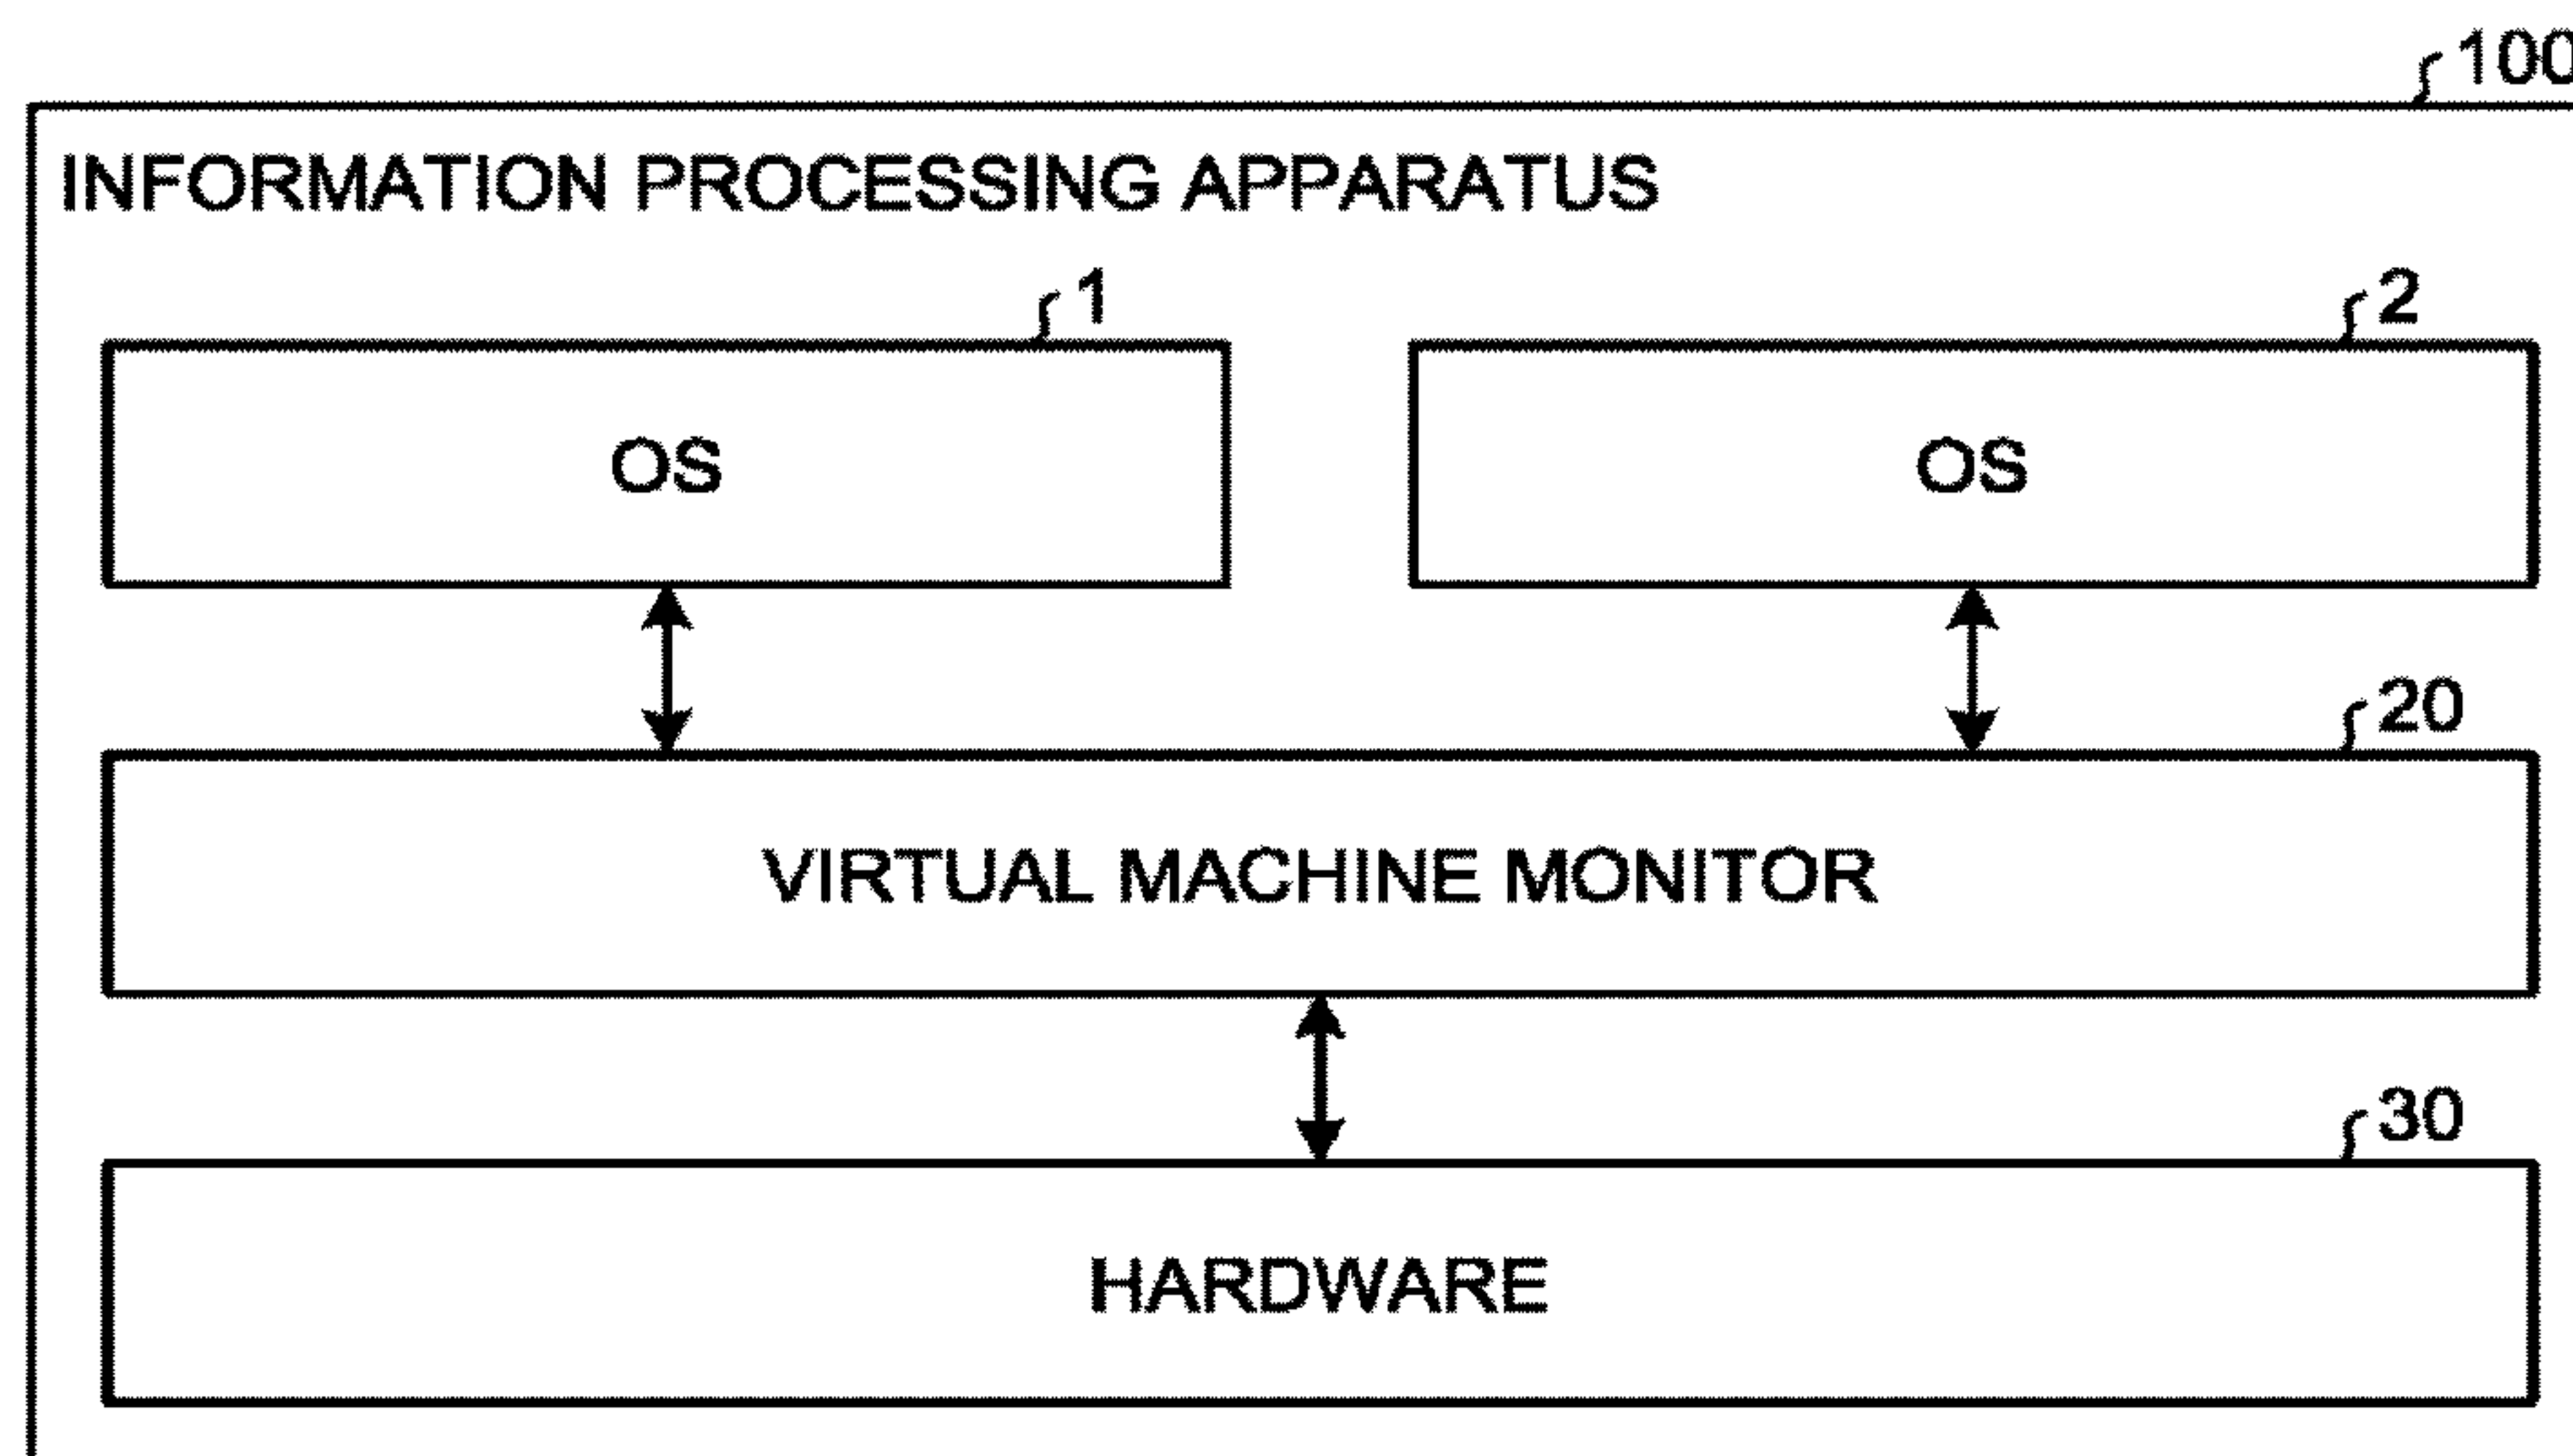 100
INFORMATION PROCESSING APPARATUS
1
2
OS
OS
20
VIRTUAL MACHINE MONITOR
30
HARDWARE